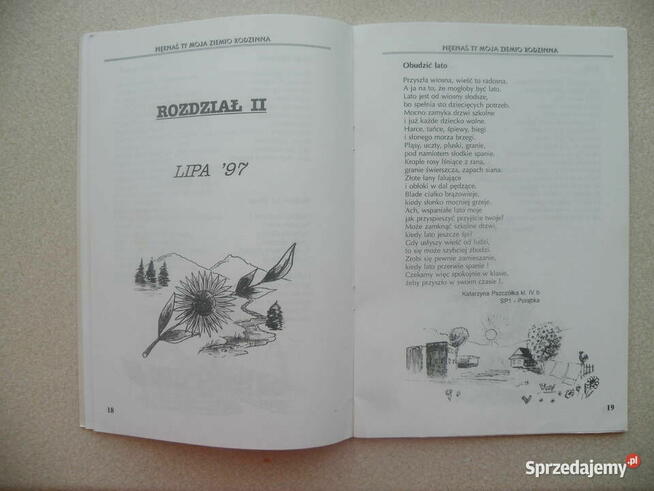 PIĘKNAŚ TY MOJA ZIEMIO RODZINNA
ROZDZIAŁ II
LIPA '97
18
PIĘKNAŚ TY MOJA ZIEMIO RODZINNA
Obudzić lato
Przyszła wiosna, wieść to radosna,
A ja na to, że mogłoby być lato.
Lato jest od wiosny słodsze,
bo spełnia sto dziecięcych potrzeb.
Mocno zamyka drzwi szkolne
i już każde dziecko wolne.
Harce, tańce, śpiewy, biegi
i słonego morza brzegi.
Pląsy, uczty, pluski, granie,
pod namiotem słodkie spanie.
Krople rosy lśniące z rana,
granie świerszcza, zapach siana.
Złote łany falujące
i obłoki w dal pędzące.
Blade ciałko brązowieje,
kiedy słonko mocniej grzeje.
Ach, wspaniałe lato moje
jak przyspieszyć przyjście twoje?
Może zamknąć szkolne drzwi,
kiedy lato jeszcze śpi?
Gdy usłyszy wieść od ludzi,
to się może szybciej zbudzi.
Zrobi się pewnie zamieszanie,
kiedy lato przerwie spanie !
Czekamy więc spokojnie w klasie,
żeby przyszło w swoim czasie !.
Katarzyna Pszczółka kl. IV b
SP1 - Porąbka
19
Sprzedajemy.pl